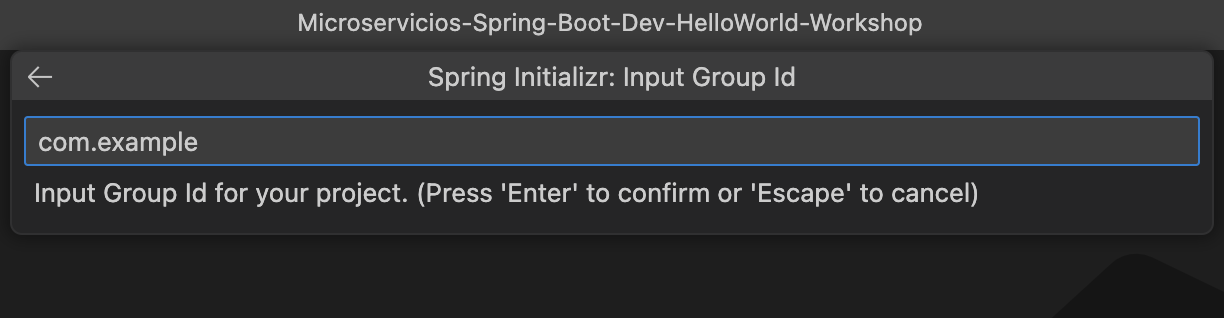 Microservicios-Spring-Boot-Dev-HelloWorld-Workshop
Spring Initializr: Input Group Id
com.example
Input Group Id for your project. (Press 'Enter' to confirm or 'Escape' to cancel)